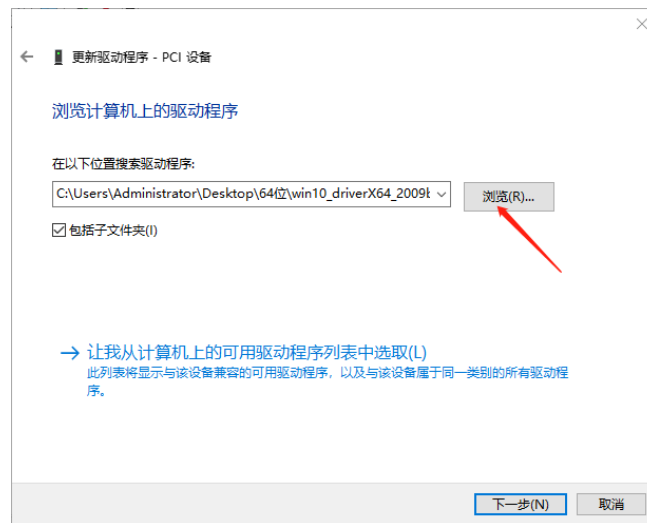 更新驱动程序 - PCI 设备
浏览计算机上的驱动程序
在以下位置搜索驱动程序:
C:\Users\Administrator\Desktop\64位\win10_driverX64_2009
浏览(R)...
包括子文件夹(I)
让我从计算机上的可用驱动程序列表中选取(L)
此列表将显示与该设备兼容的可用驱动程序，以及与该设备属于同一类别的所有驱动程
序。
下一步(N) 取消